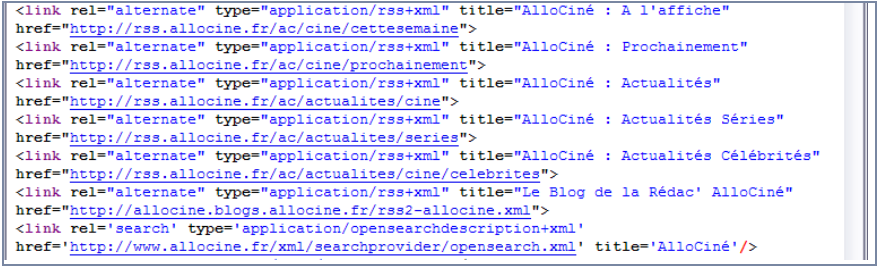 <link rel="alternate" type="application/rss+xml" title="AlloCiné : A l'affiche"
href="http://rss.allocine.fr/ac/cine/cettesemaine">
<link rel="alternate" type="application/rss+xml" title="AlloCiné : Prochainement"
href="http://rss.allocine.fr/ac/cine/prochainement">
<link rel="alternate" type="application/rss+xml" title="AlloCiné : Actualités"
href="http://rss.allocine.fr/ac/actualites/cine">
<link rel="alternate" type="application/rss+xml" title="AlloCiné : Actualités Séries"
href="http://rss.allocine.fr/ac/actualites/series">
<link rel="alternate" type="application/rss+xml" title="AlloCiné : Actualités Célébrités"
href="http://rss.allocine.fr/ac/actualites/cine/celebrites">
<link rel="alternate" type="application/rss+xml" title="Le Blog de la Rédac' AlloCiné"
href="http://allocine.blogs.allocine.fr/rss2-allocine.xml">
<link rel='search' type='application/opensearchdescription+xml'
href='http://www.allocine.fr/xml/searchprovider/opensearch.xml' title='AlloCiné'/>